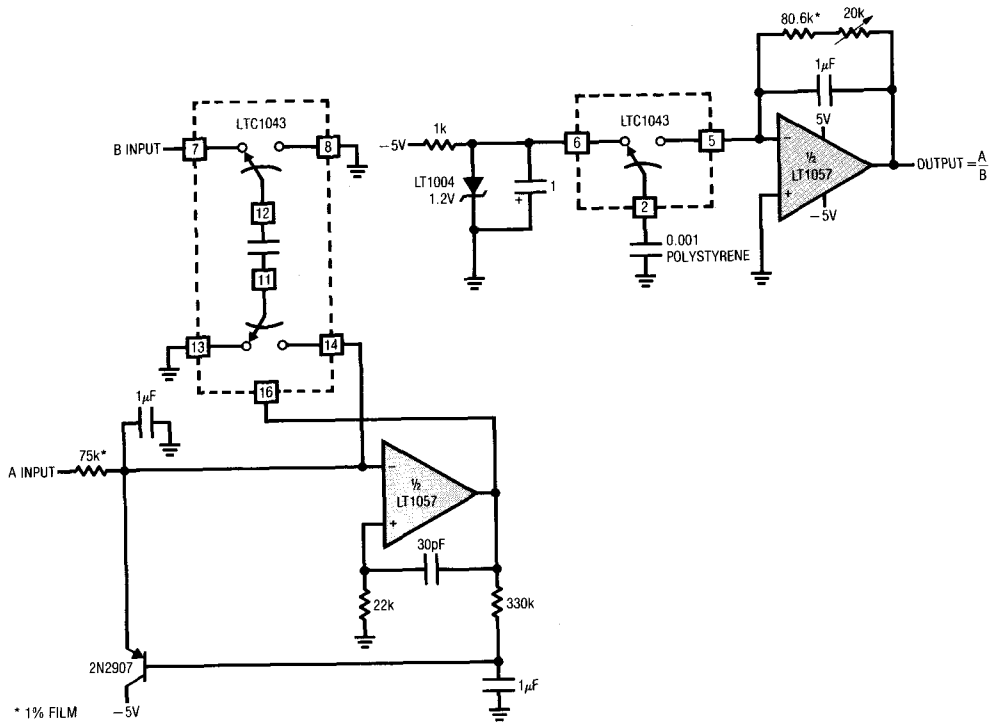 80.6k*
20k
1µF
LTC1043
B INPUT
7
8
12
11
13
14
16
LTC1043
1k
−5V
6
5
2
LT1004
1.2V
1
+
0.001
POLYSTYRENE
5V
−
½
LT1057
+
−5V
OUTPUT = A/B
1µF
75k*
A INPUT
−
½
LT1057
+
30pF
22k
330k
2N2907
−5V
1µF
* 1% FILM